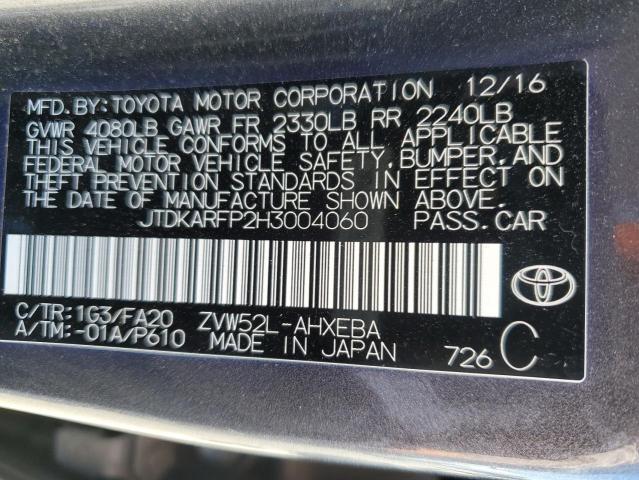 MFD.BY:TOYOTA MOTOR CORPORATION 12/16
GVWR 4080LB GAWR FR 2330LB RR 2240LB
THIS VEHICLE CONFORMS TO ALL APPLICABLE
FEDERAL MOTOR VEHICLE SAFETY,BUMPER,AND
THEFT PREVENTION STANDARDS IN EFFECT ON
THE DATE OF MANUFACTURE SHOWN ABOVE.
JTDKARFP2H3004060 PASS.CAR
C/TR:1G3/FA20 ZVW52L-AHXEBA
A/TM:-01A/P610 MADE IN JAPAN 726 C